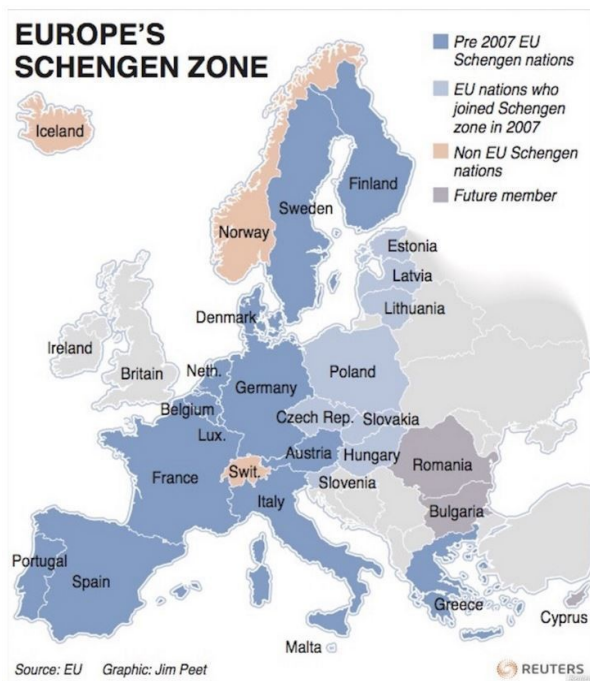 EUROPE'S
SCHENGEN ZONE
Pre 2007 EU
Schengen nations
EU nations who
joined Schengen
zone in 2007
Non EU Schengen
nations
Future member
Iceland
Finland
Sweden
Norway
Estonia
Latvia
Lithuania
Denmark
Ireland
Britain
Neth.
Germany
Poland
Belgium
Czech Rep.
Slovakia
Lux.
Austria
Hungary
Romania
France
Swit.
Slovenia
Italy
Bulgaria
Portugal
Spain
Greece
Cyprus
Malta
Source: EU Graphic: Jim Peet
REUTERS